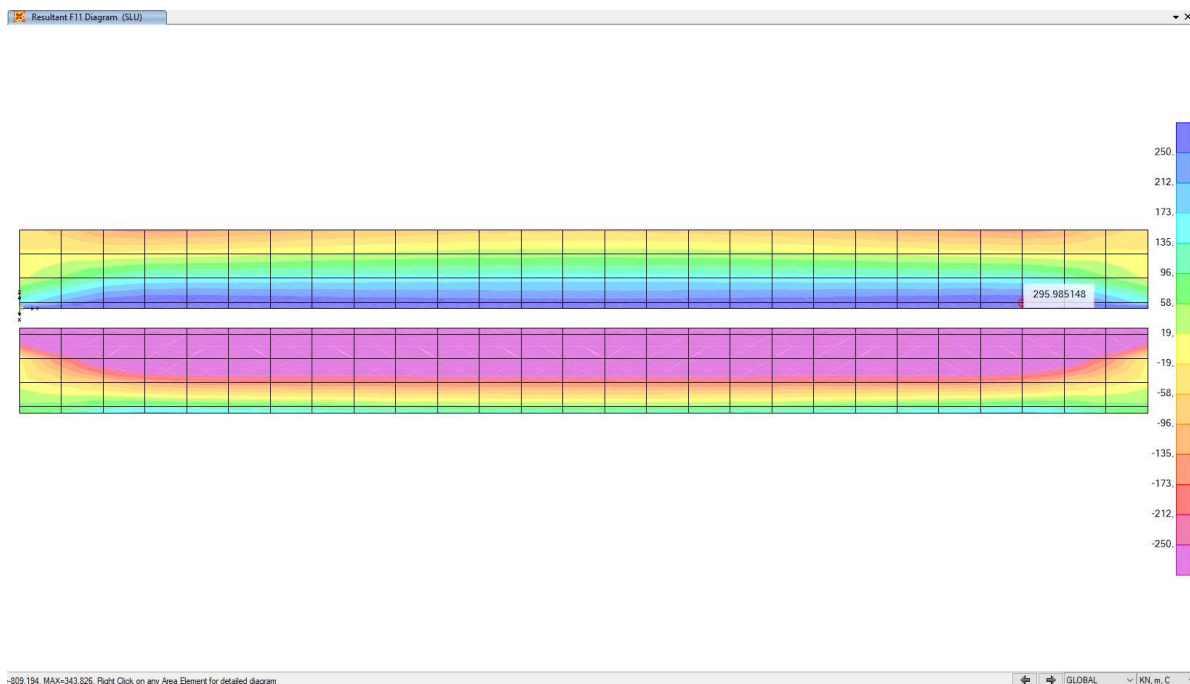 Resultant F11 Diagram (SLU)
250,
212,
173,
135,
96,
58,
19,
-19,
-58,
-96,
-135,
-173,
-212,
-250,
295.985148
Z
Y
X
-809.194, MAX=343.826, Right Click on any Area Element for detailed diagram
GLOBAL
KN, m, C